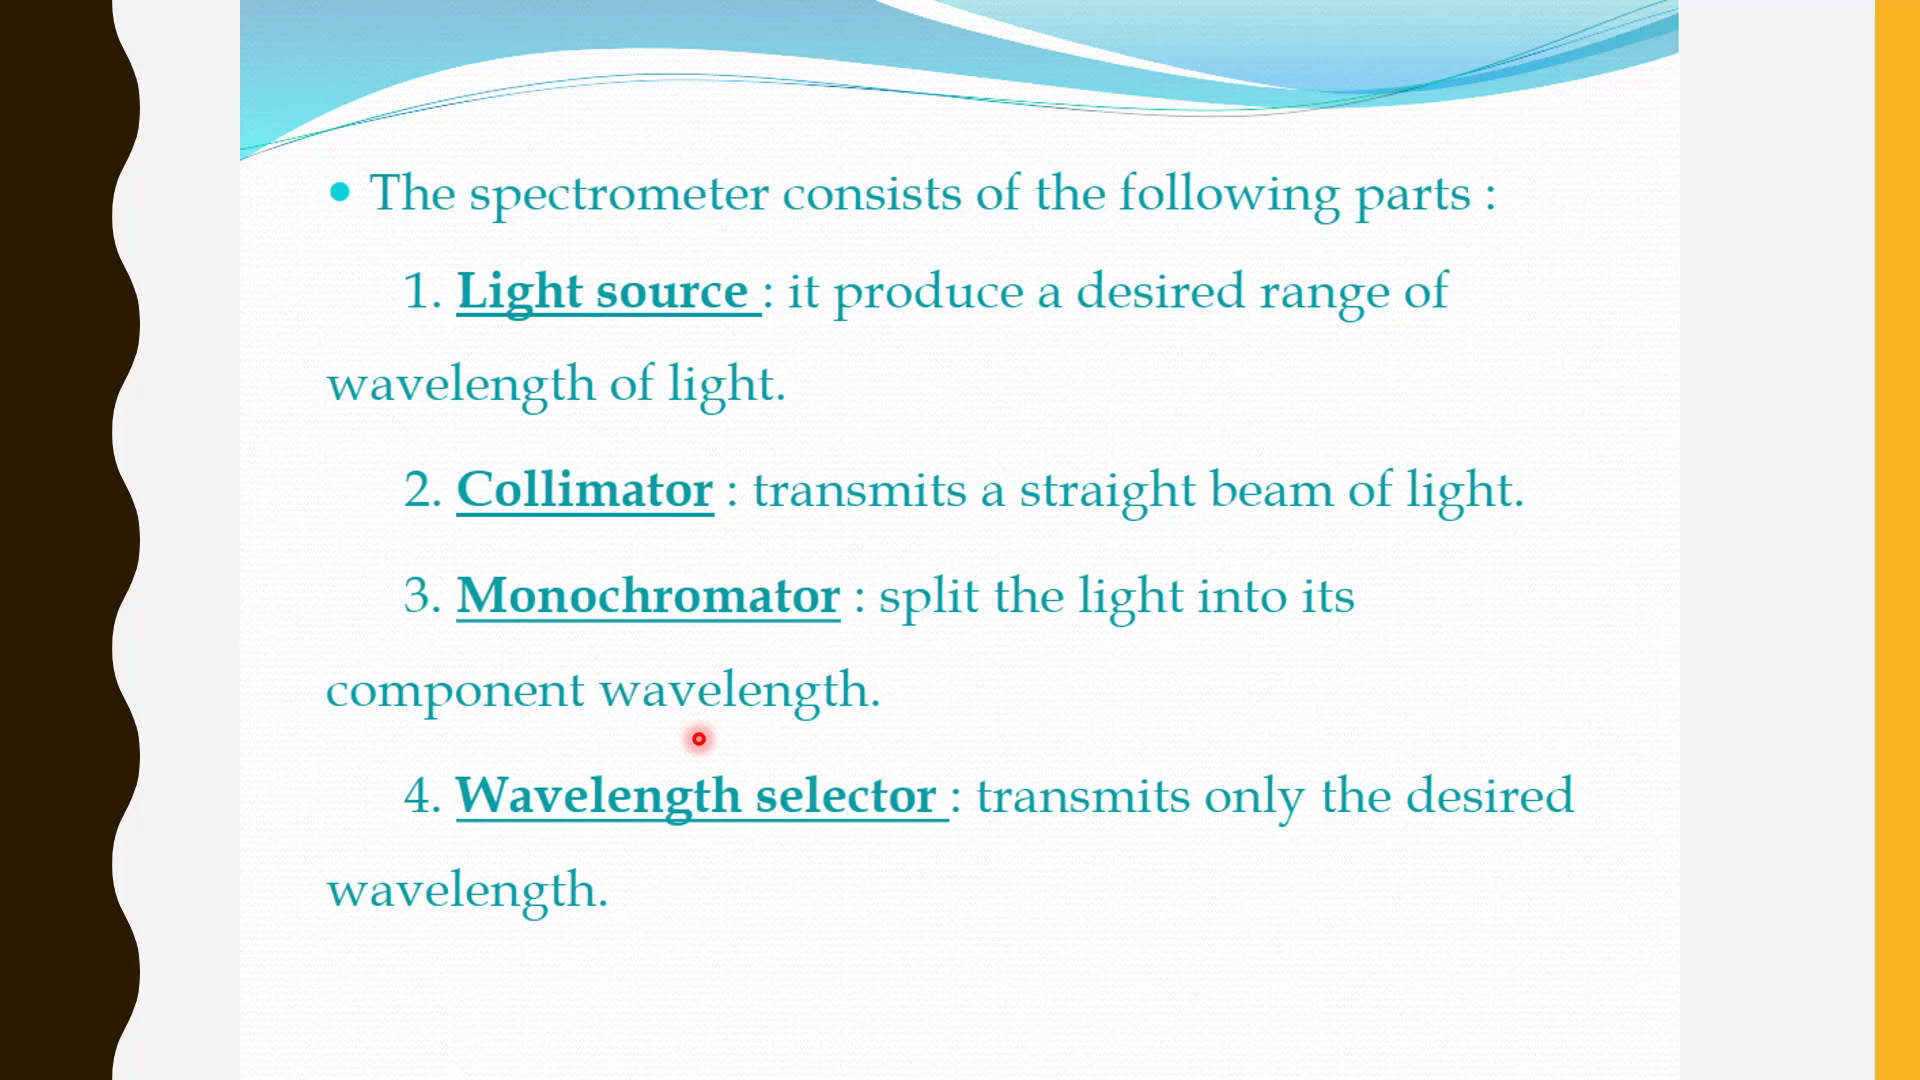 • The spectrometer consists of the following parts :
1. Light source : it produce a desired range of
wavelength of light.
2. Collimator : transmits a straight beam of light.
3. Monochromator : split the light into its
component wavelength.
4. Wavelength selector : transmits only the desired
wavelength.